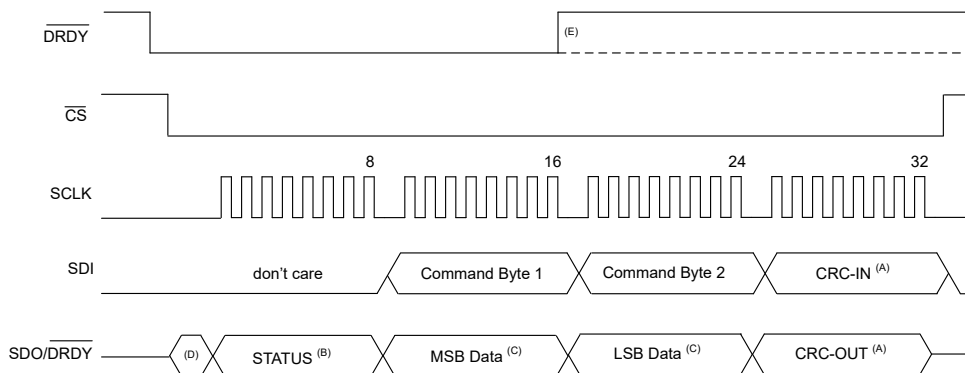 DRDY
(E)
CS
8
16
24
32
SCLK
SDI
don't care
Command Byte 1
Command Byte 2
CRC-IN (A)
SDO/DRDY
(D)
STATUS (B)
MSB Data (C)
LSB Data (C)
CRC-OUT (A)